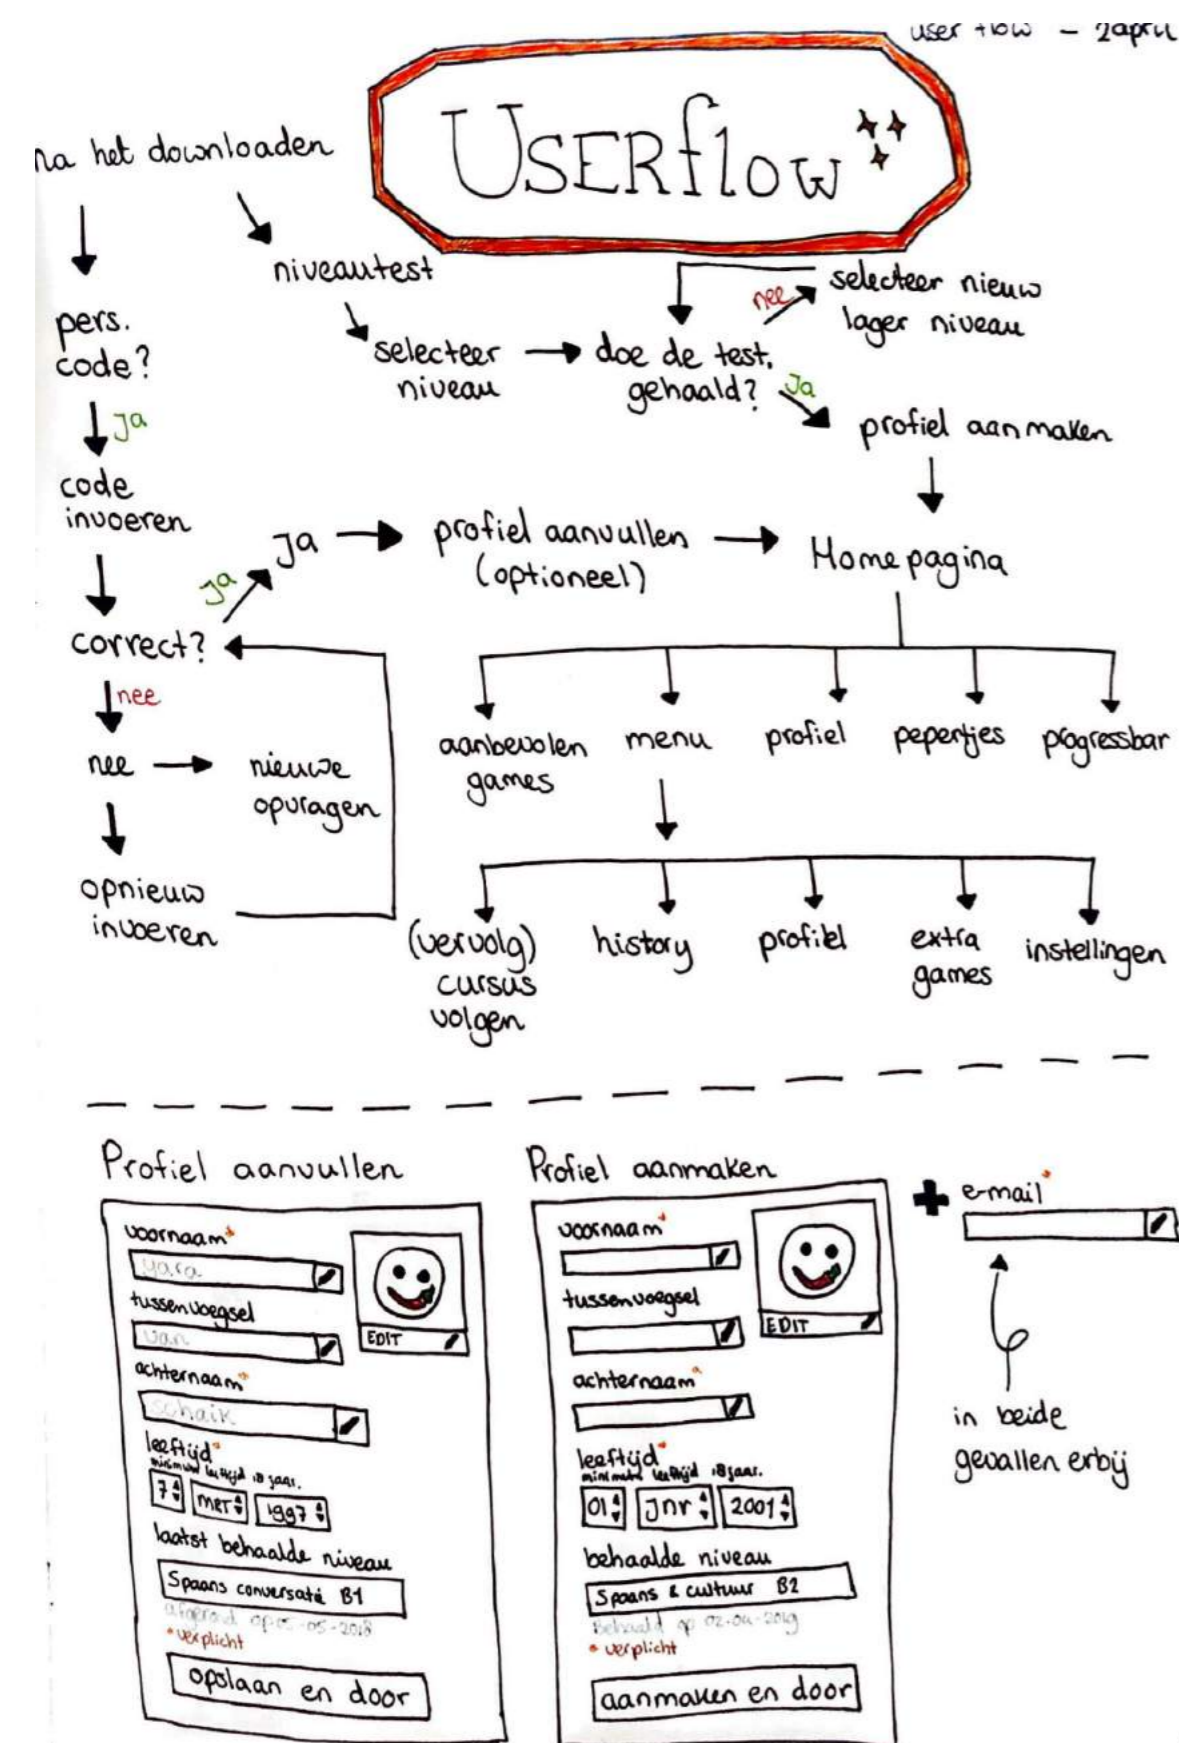 user flow - 2 april
USERflow
na het downloaden
niveautest
pers.
code?
Ja
code
invoeren
correct?
Ja
Ja
nee
nee
nieuwe
opvragen
opnieuw
invoeren
selecteer
niveau
doe de test.
gehaald?
nee
selecteer nieuw
lager niveau
Ja
profiel aanmaken
profiel aanvullen
(optioneel)
Homepagina
aanbevolen
games
menu
profiel
pepertjes
progressbar
(vervolg)
cursus
volgen
history
profiel
extra
games
instellingen
Profiel aanvullen
voornaam*
yara
EDIT
tussenvoegsel
van
achternaam*
schaik
leeftijd*
minimum leeftijd 18 jaar.
7 mrt 1997
laatst behaalde niveau
Spaans conversatie B1
afgerond op 05-05-2018
* verplicht
opslaan en door
Profiel aanmaken
voornaam*
EDIT
tussenvoegsel
achternaam*
leeftijd*
minimale leeftijd 18 jaar.
01 Jnr 2001
behaalde niveau
Spaans & cultuur B2
Behaald op 02-04-2019
* verplicht
aanmaken en door
+ e-mail*
in beide
gevallen erbij